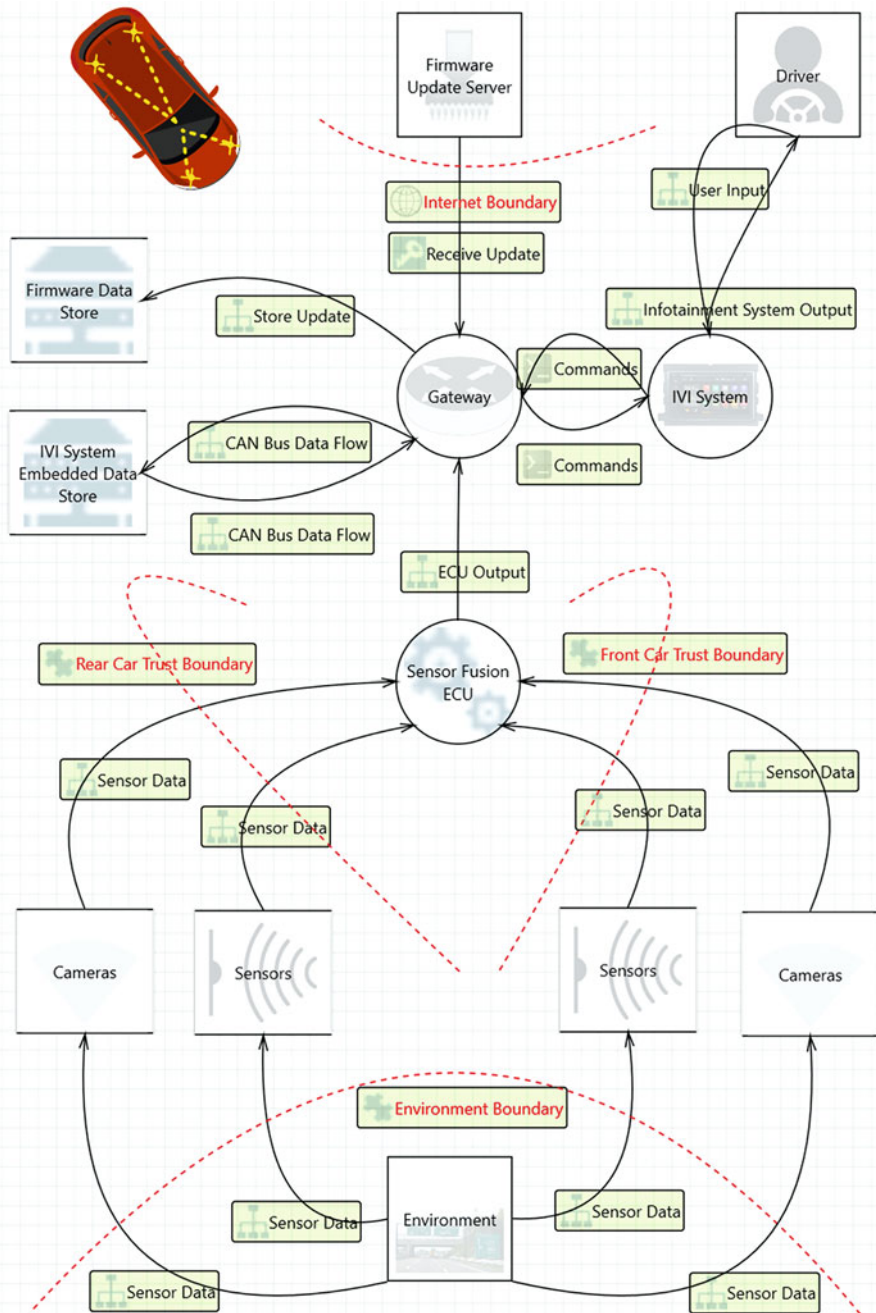 Firmware
Update Server
Driver
User Input
Internet Boundary
Receive Update
Firmware Data
Store
Store Update
Infotainment System Output
Gateway
Commands
IVI System
IVI System
Embedded Data
Store
CAN Bus Data Flow
Commands
CAN Bus Data Flow
ECU Output
Rear Car Trust Boundary
Front Car Trust Boundary
Sensor Fusion
ECU
Sensor Data
Sensor Data
Sensor Data
Sensor Data
Cameras
Sensors
Sensors
Cameras
Environment Boundary
Environment
Sensor Data
Sensor Data
Sensor Data
Sensor Data